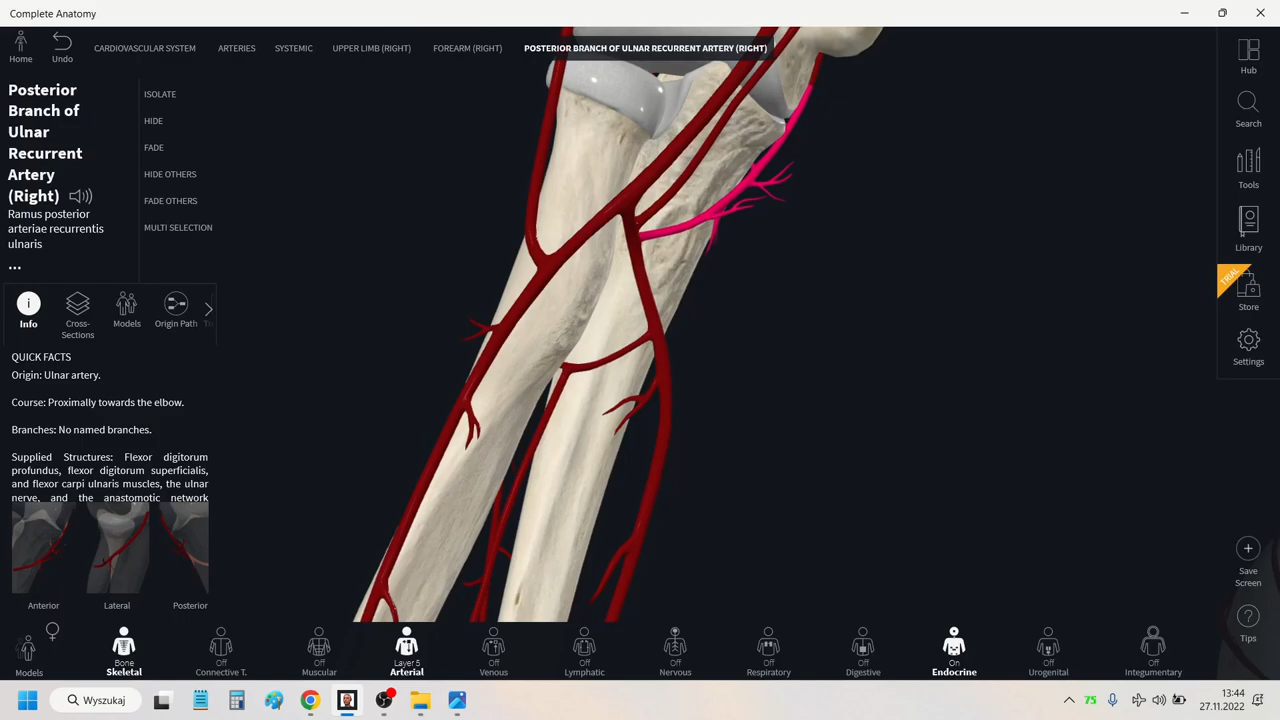 Complete Anatomy
Home
Undo
CARDIOVASCULAR SYSTEM
ARTERIES
SYSTEMIC
UPPER LIMB (RIGHT)
FOREARM (RIGHT)
POSTERIOR BRANCH OF ULNAR RECURRENT ARTERY (RIGHT)
Posterior
Branch of
Ulnar
Recurrent
Artery
(Right)
Ramus posterior
arteriae recurrentis
ulnaris
...
ISOLATE
HIDE
FADE
HIDE OTHERS
FADE OTHERS
MULTI SELECTION
Info
Cross-
Sections
Models
Origin Path
QUICK FACTS
Origin: Ulnar artery.
Course: Proximally towards the elbow.
Branches: No named branches.
Supplied Structures: Flexor digitorum
profundus, flexor digitorum superficialis,
and flexor carpi ulnaris muscles, the ulnar
nerve, and the anastomotic network
Anterior
Lateral
Posterior
Hub
Search
Tools
Library
TRIAL
Store
Settings
Save
Screen
Tips
Models
Bone
Skeletal
Off
Connective T.
Off
Muscular
Layer 5
Arterial
Off
Venous
Off
Lymphatic
Off
Nervous
Off
Respiratory
Off
Digestive
On
Endocrine
Off
Urogenital
Off
Integumentary
Wyszukaj
75
13:44
27.11.2022